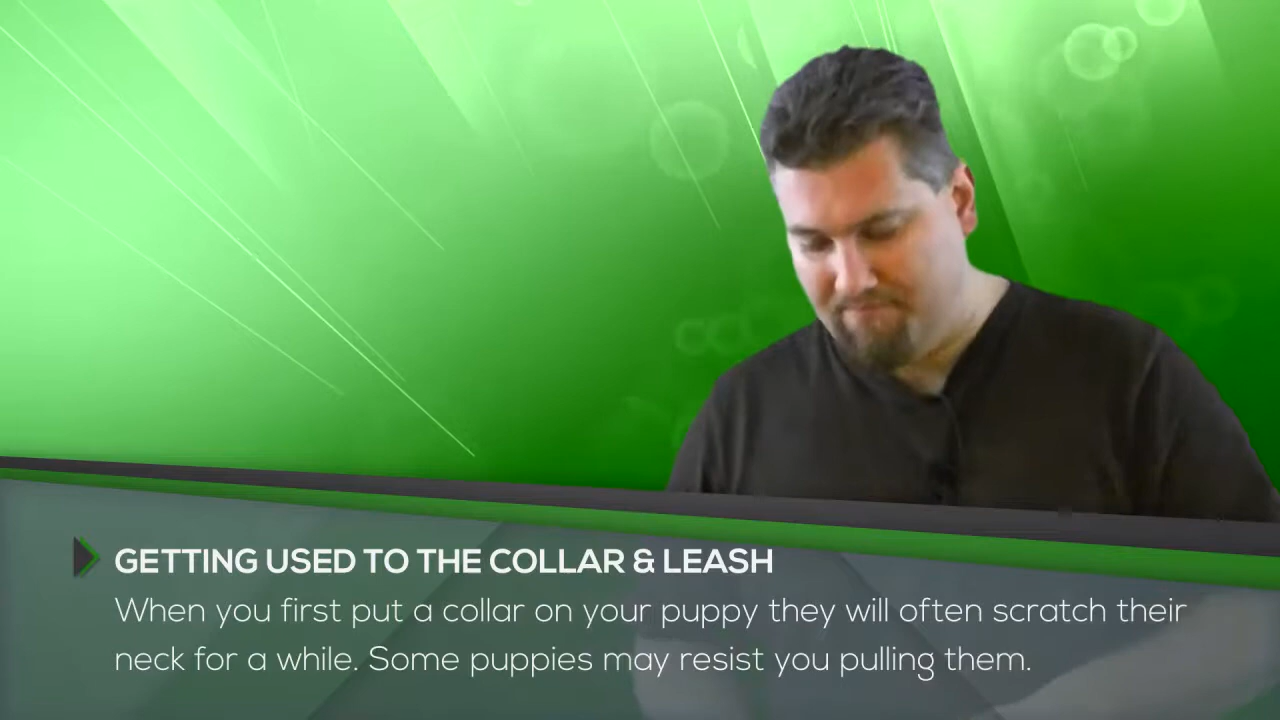 GETTING USED TO THE COLLAR & LEASH
When you first put a collar on your puppy they will often scratch their
neck for a while. Some puppies may resist you pulling them.